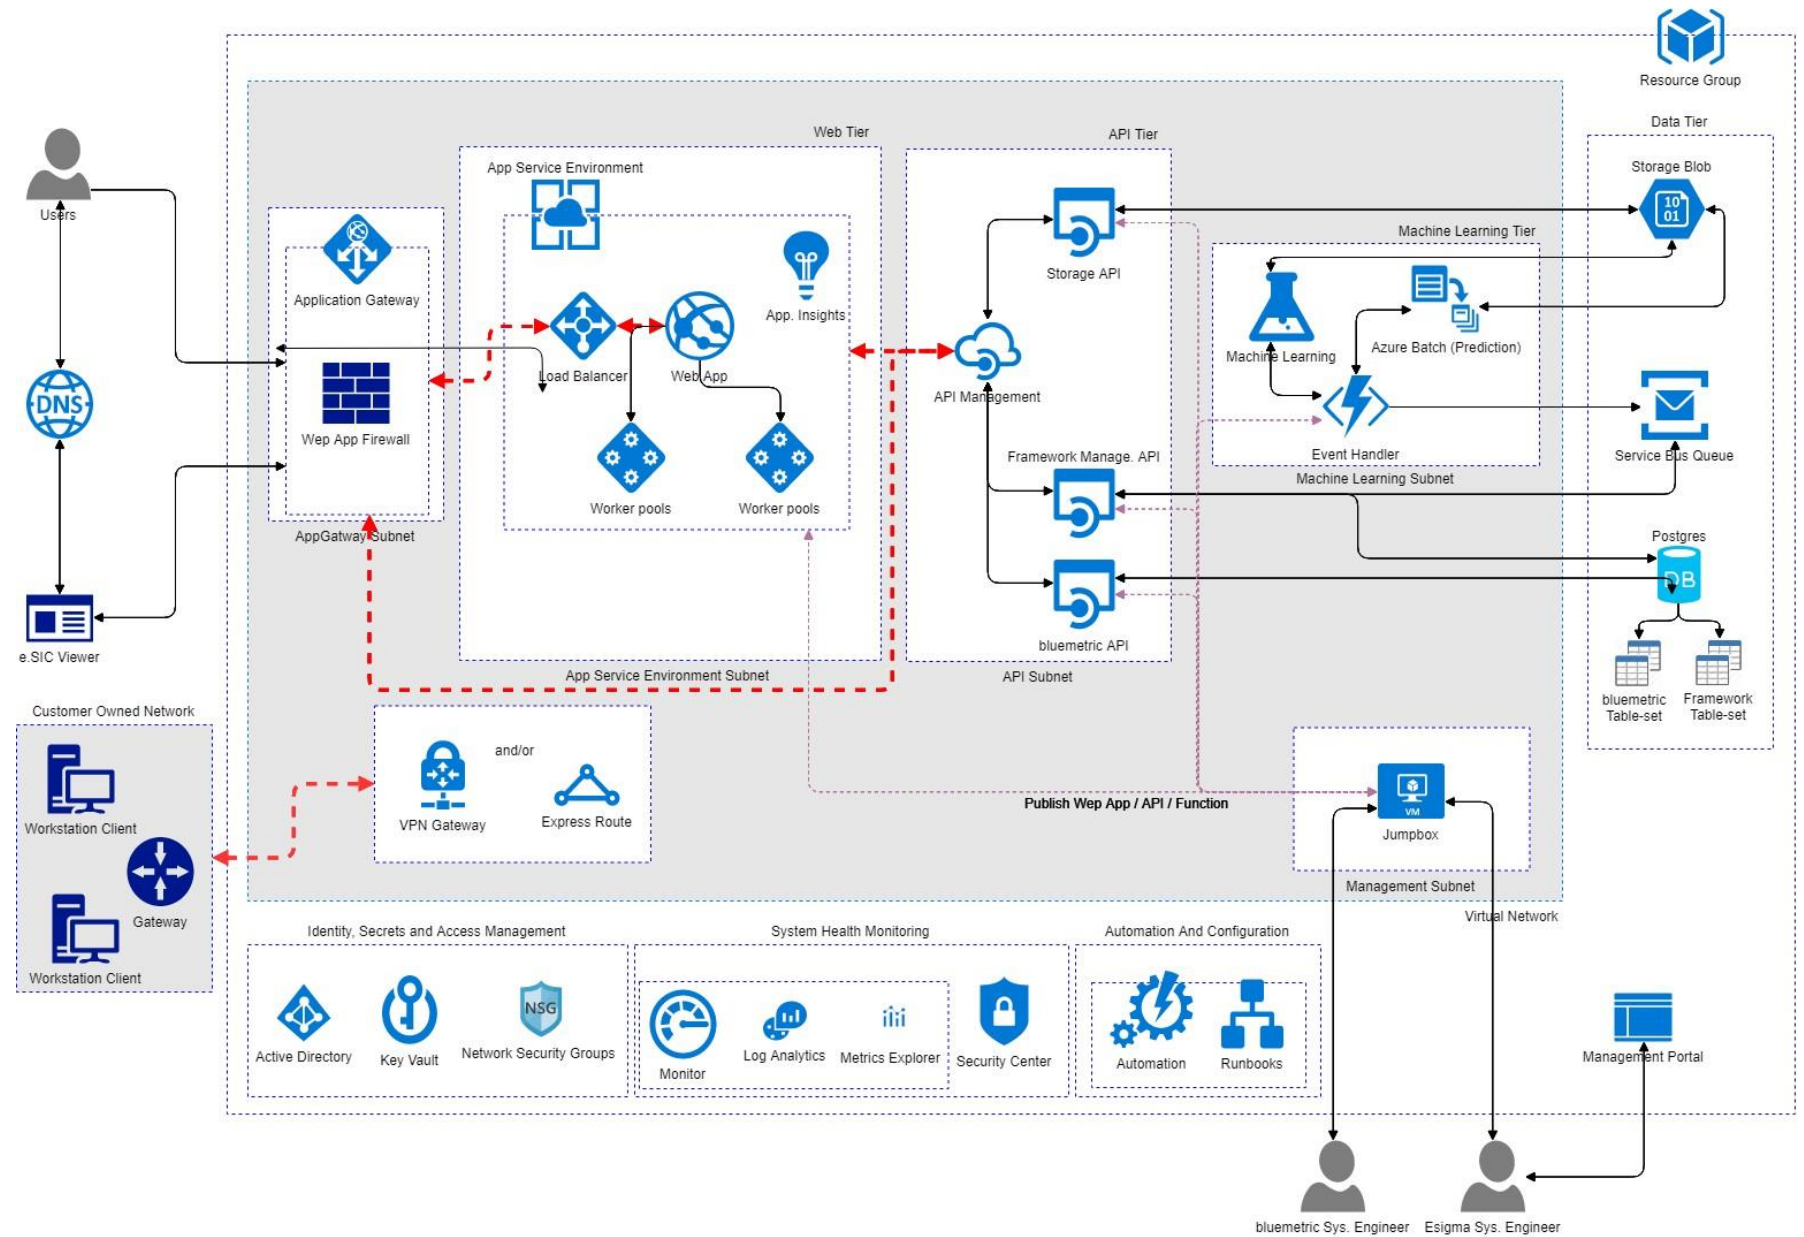 Resource Group
Data Tier
Web Tier
API Tier
Storage Blob
10
01
App Service Environment
Users
Machine Learning Tier
Storage API
Application Gateway
App. Insights
Machine Learning
Azure Batch (Prediction)
Load Balancer
Web App
API Management
DNS
Wep App Firewall
Event Handler
Service Bus Queue
Framework Manage. API
Machine Learning Subnet
Worker pools
Worker pools
AppGatway Subnet
Postgres
DB
bluemetric API
e.SIC Viewer
App Service Environment Subnet
API Subnet
bluemetric
Table-set
Framework
Table-set
Customer Owned Network
and/or
Workstation Client
VPN Gateway
Express Route
Publish Wep App / API / Function
VM
Jumpbox
Management Subnet
Gateway
Virtual Network
Workstation Client
Identity, Secrets and Access Management
System Health Monitoring
Automation And Configuration
NSG
Active Directory
Key Vault
Network Security Groups
Monitor
Log Analytics
Metrics Explorer
Security Center
Automation
Runbooks
Management Portal
bluemetric Sys. Engineer
Esigma Sys. Engineer